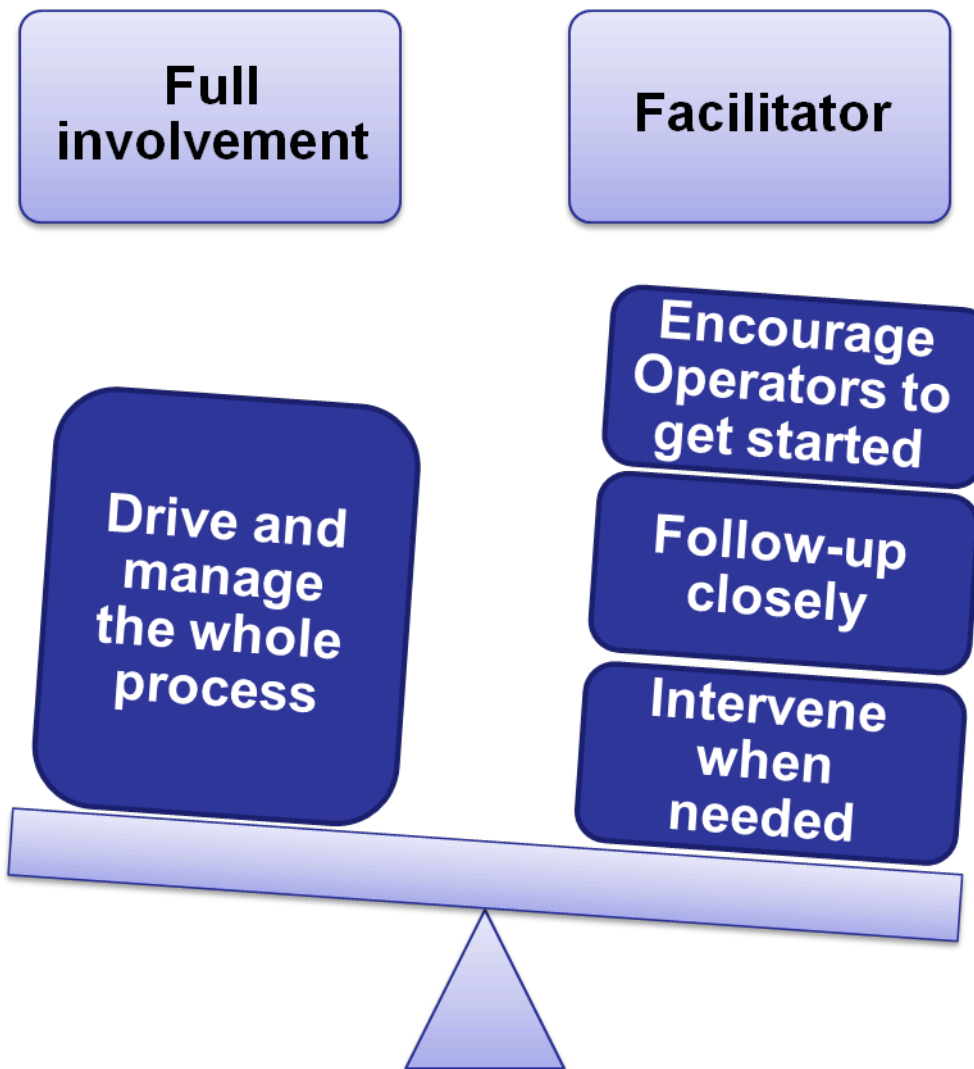 Full
involvement
Facilitator
Drive and
manage
the whole
process
Encourage
Operators to
get started
Follow-up
closely
Intervene
when
needed